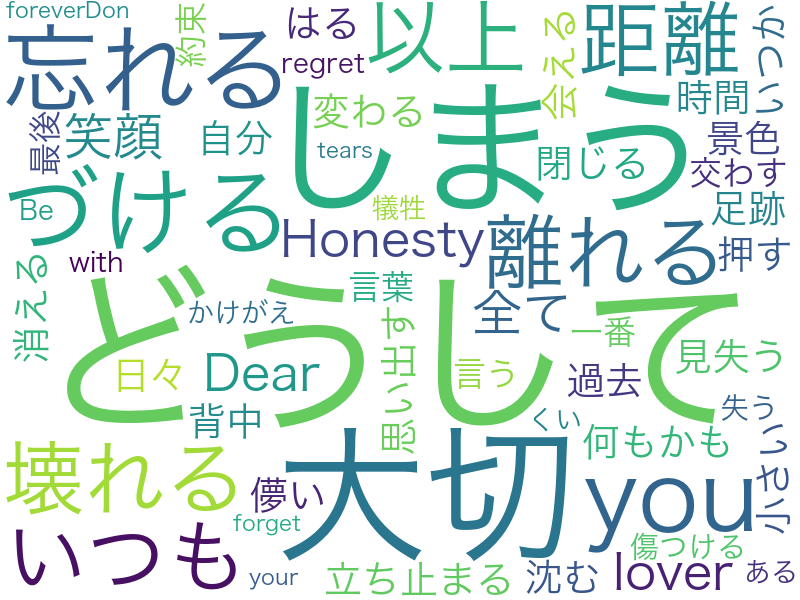 foreverDon
約束
はる
以上
距離
会える
いつか
忘れる
regret
時間
最後
笑顔
自分
変わる
しまう
景色
tears
閉じる
交わす
づける
Be
犠牲
足跡
Honesty
離れる
押す
with
消える
どうして
かけがえ
言葉
全て
思い出す
一番
見失う
日々
Dear
言う
過去
背中
くい
失う
大切
何もかも
小さい
壊れる
儚い
you
いつも
forget
傷つける
your
立ち止まる
沈む
lover
ある